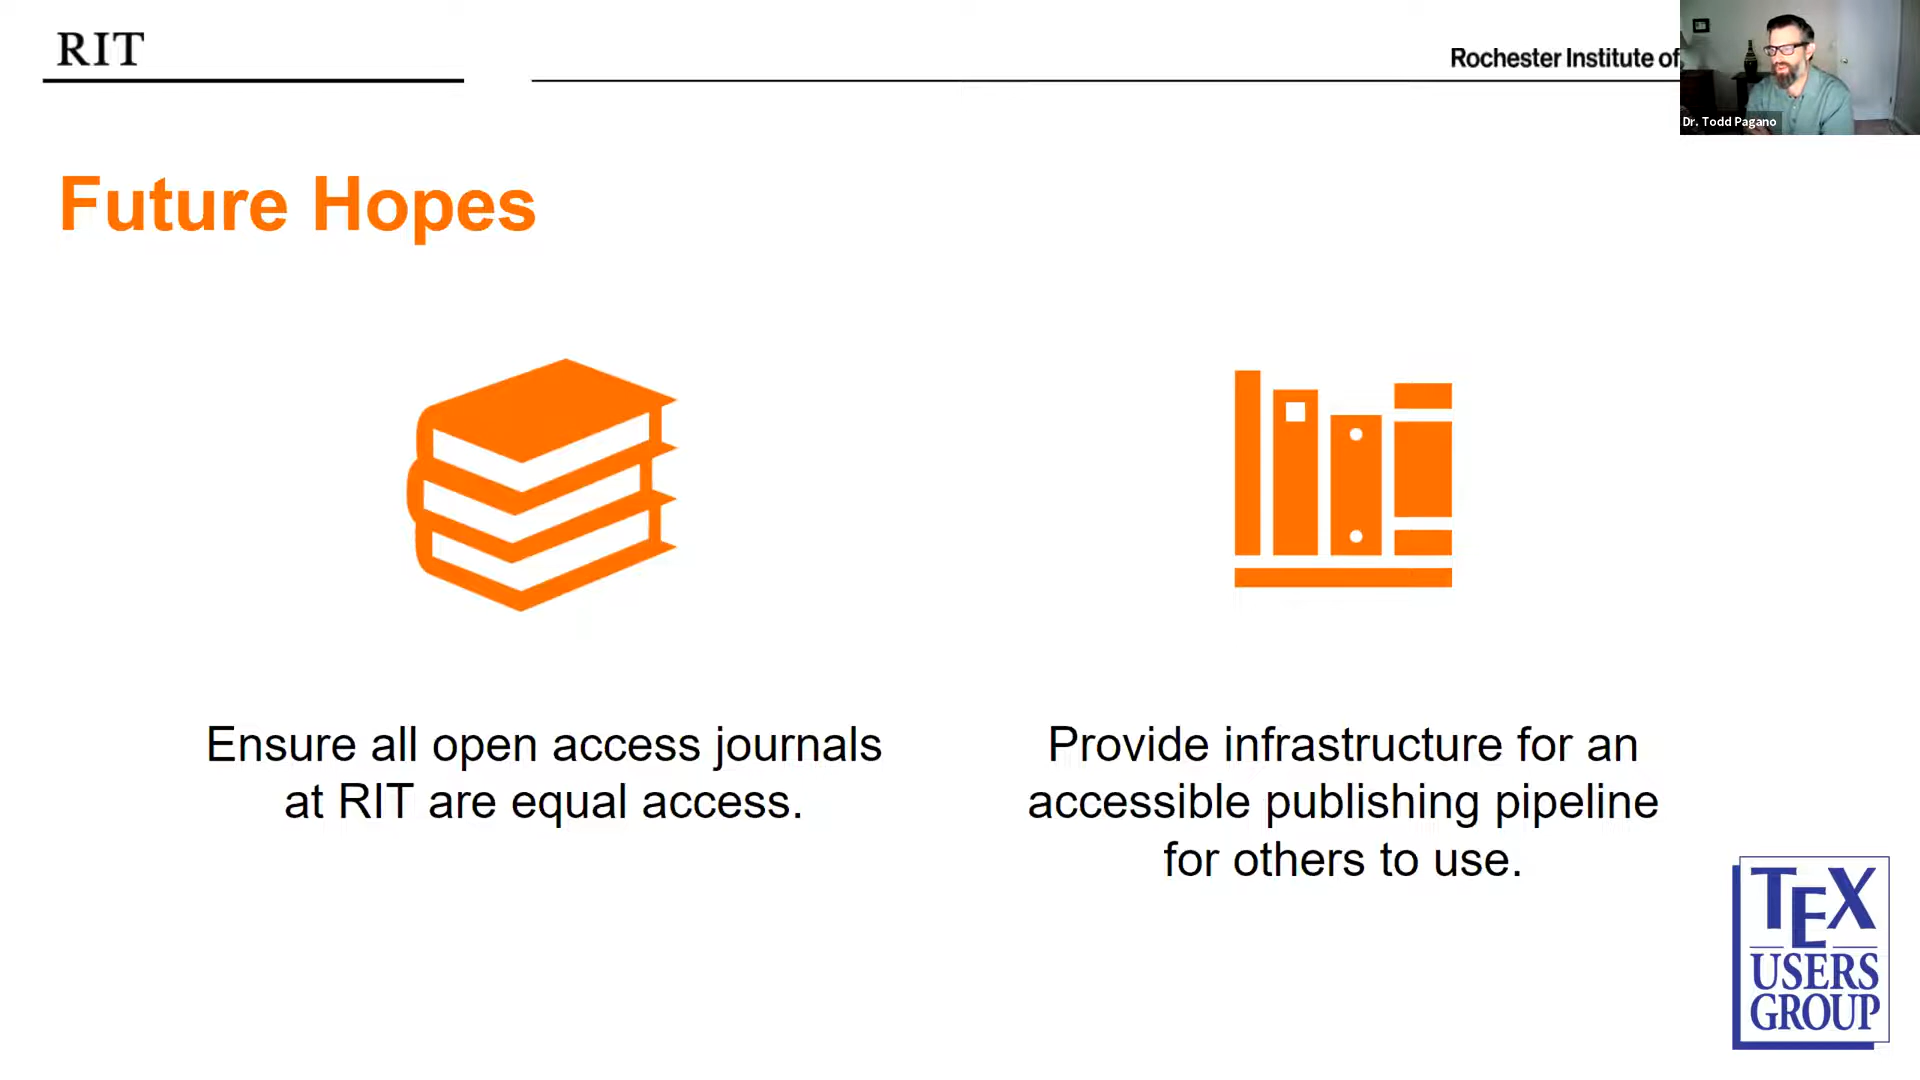 RIT
Rochester Institute of
Dr. Todd Pagano
Future Hopes
Ensure all open access journals
at RIT are equal access.
Provide infrastructure for an
accessible publishing pipeline
for others to use.
TEX
USERS
GROUP